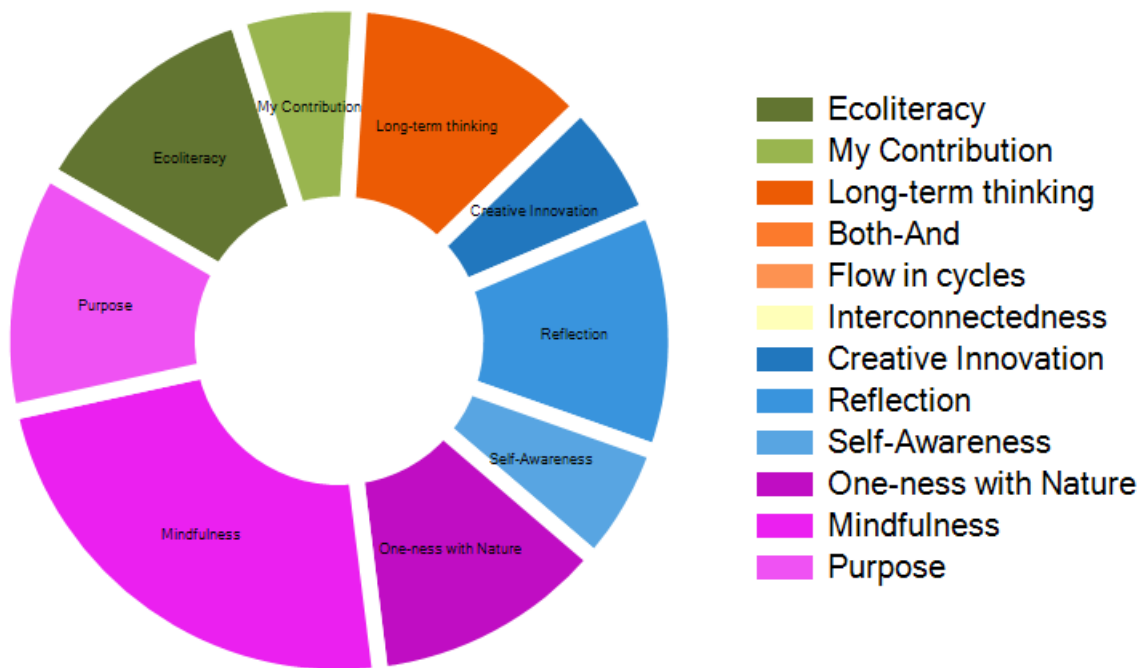 My Contribution
Long-term thinking
Ecoliteracy
Creative Innovation
Purpose
Reflection
Self-Awareness
Mindfulness
One-ness with Nature
Ecoliteracy
My Contribution
Long-term thinking
Both-And
Flow in cycles
Interconnectedness
Creative Innovation
Reflection
Self-Awareness
One-ness with Nature
Mindfulness
Purpose